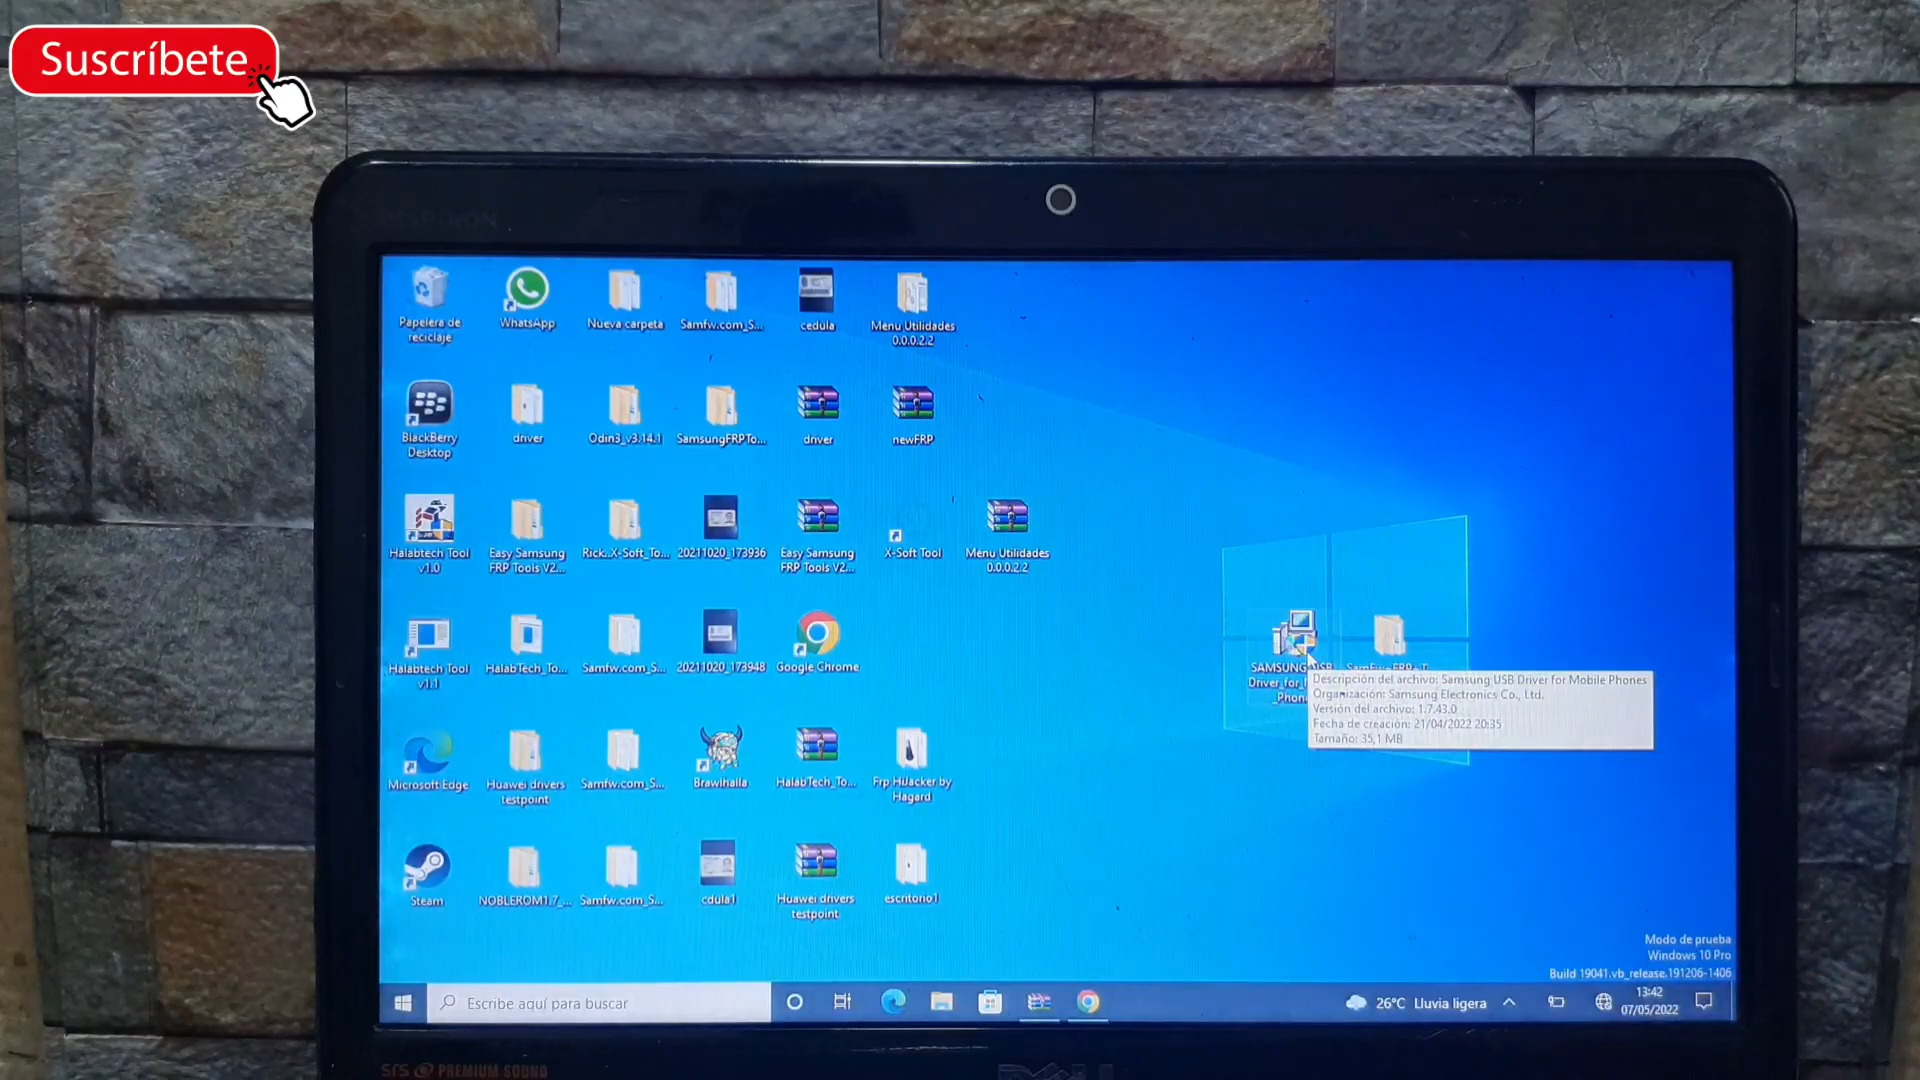 Suscríbete
Papelera de
reciclaje
WhatsApp
Nueva carpeta
Samfw.com_S...
cedula
Menu Utilidades
0.0.0.2.2
BlackBerry
Desktop
driver
Odin3_v3.14.1
SamsungFRPTo...
driver
newFRP
Halabtech Tool
v1.0
Easy Samsung
FRP Tools V2...
Rick..X-Soft_To...
20211020_173936
Easy Samsung
FRP Tools V2...
X-Soft Tool
Menu Utilidades
0.0.0.2.2
Halabtech Tool
v1.1
HalabTech_To...
Samfw.com_S...
20211020_173948
Google Chrome
SAMSUNG_USB
Driver_for_
_Phon
Descripción del archivo: Samsung USB Driver for Mobile Phones
Organización: Samsung Electronics Co., Ltd.
Versión del archivo: 1.7.43.0
Fecha de creación: 21/04/2022 20:35
Tamaño: 35,1 MB
Microsoft Edge
Huawei drivers
testpoint
Samfw.com_S...
Brawlhalla
HalabTech_To...
Frp HiJacker by
Hagard
Steam
NOBLEROM1.7_...
Samfw.com_S...
cdula1
Huawei drivers
testpoint
escritorio1
Modo de prueba
Windows 10 Pro
Build 19041.vb_release.191206-1406
Escribe aquí para buscar
26°C Lluvia ligera
13:42
07/05/2022
SRS PREMIUM SOUND
DELL